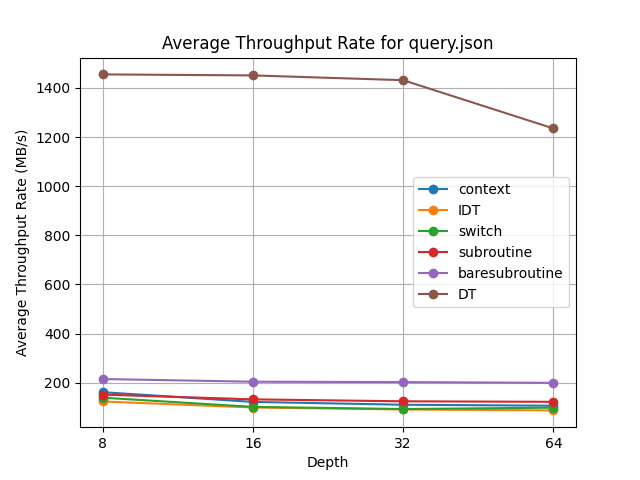 Average Throughput Rate for query.json
Average Throughput Rate (MB/s)
1400
1200
1000
800
600
400
200
context
IDT
switch
subroutine
baresubroutine
DT
8
16
32
64
Depth